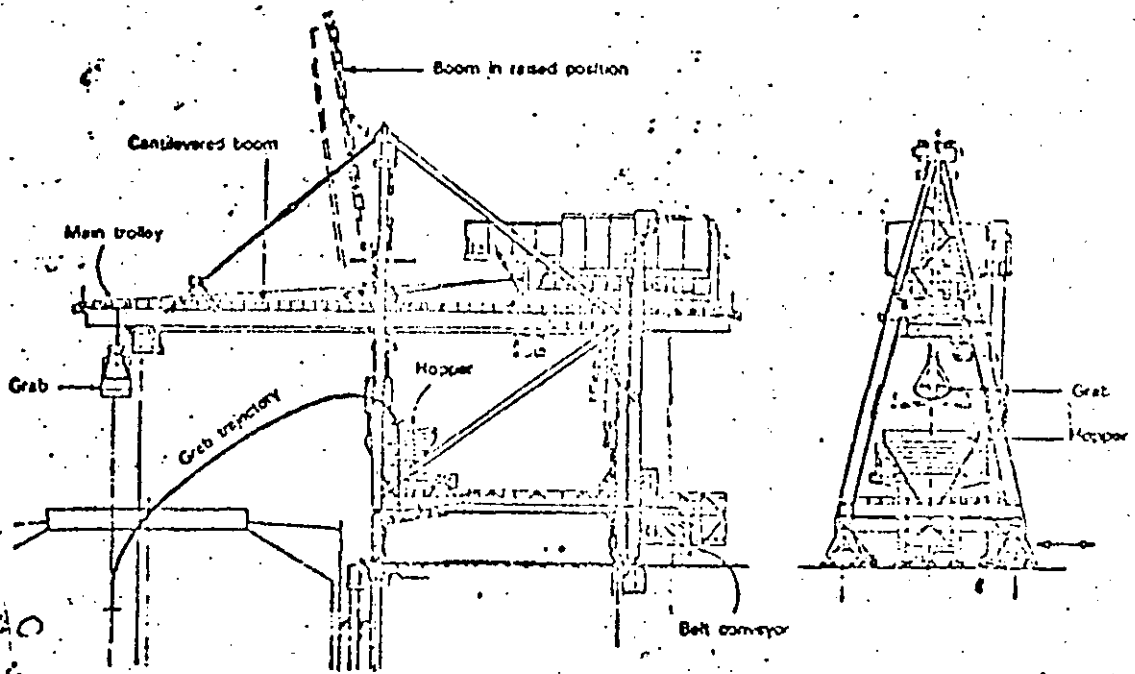 Boom in raised position
Cantilevered boom
Main trolley
Grab
Grab trajectory
Hopper
Belt conveyor
Grab
Hopper